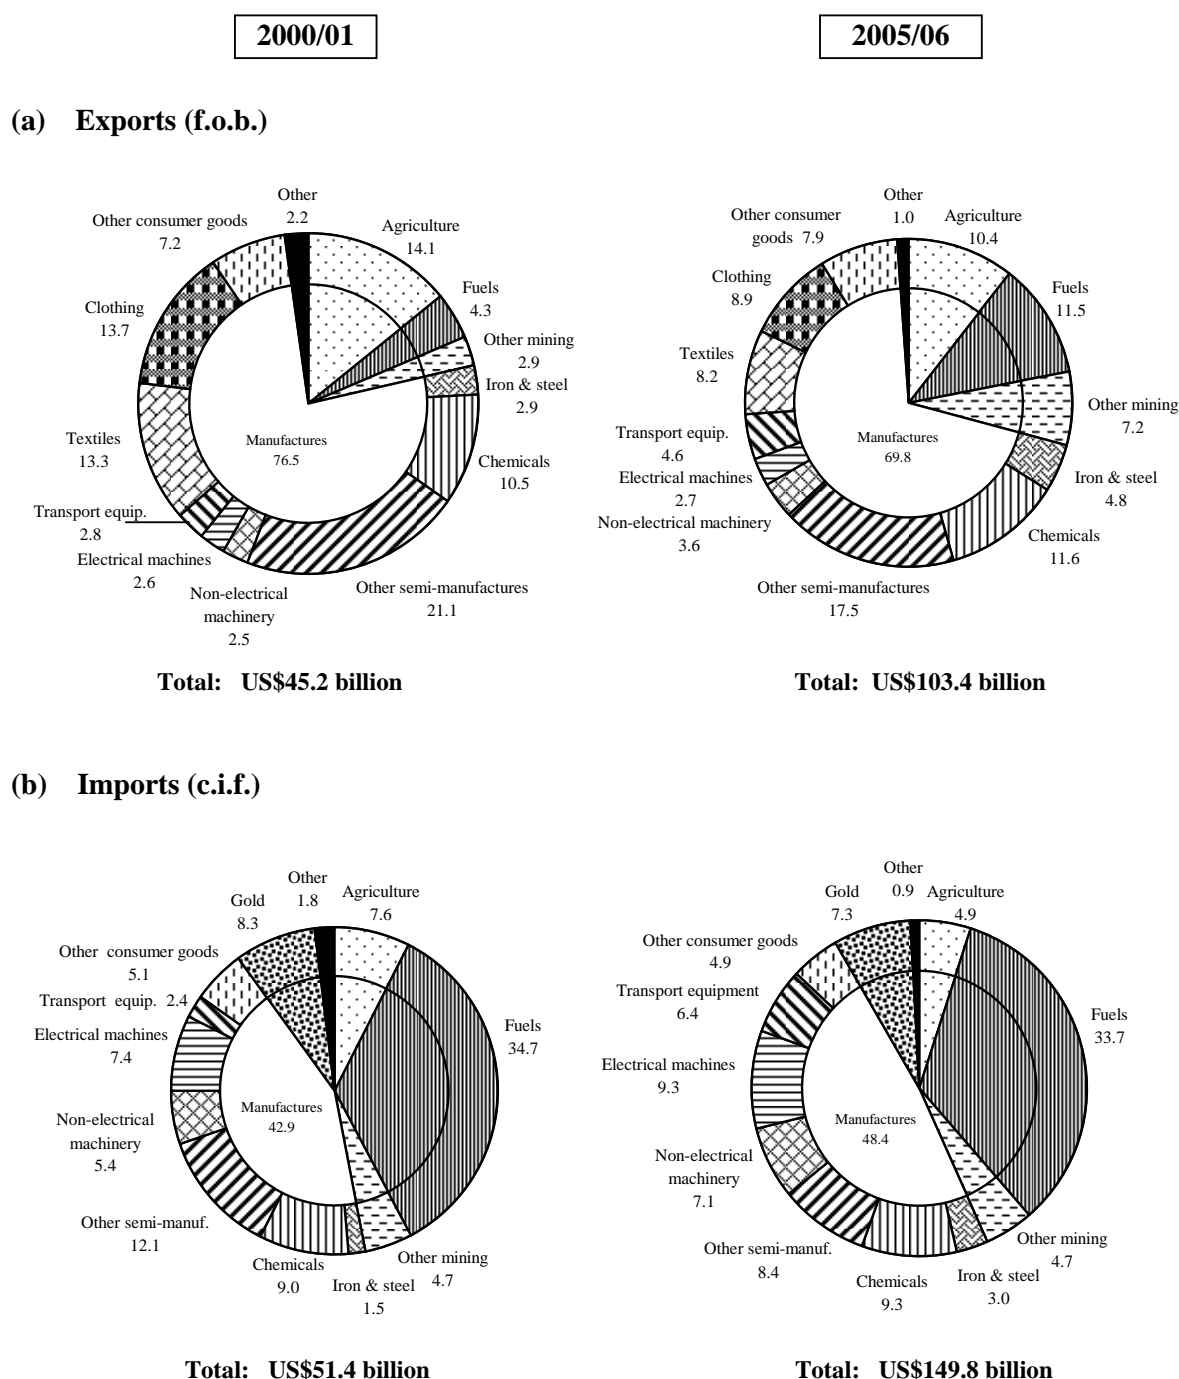 2000/01
2005/06
(a) Exports (f.o.b.)
Other
2.2
Agriculture
14.1
Fuels
4.3
Other mining
2.9
Iron & steel
2.9
Chemicals
10.5
Other semi-manufactures
21.1
Non-electrical
machinery
2.5
Electrical machines
2.6
Transport equip.
2.8
Textiles
13.3
Clothing
13.7
Other consumer goods
7.2
Manufactures
76.5
Total: US$45.2 billion
Other
1.0
Agriculture
10.4
Fuels
11.5
Other mining
7.2
Iron & steel
4.8
Chemicals
11.6
Other semi-manufactures
17.5
Non-electrical machinery
3.6
Electrical machines
2.7
Transport equip.
4.6
Textiles
8.2
Clothing
8.9
Other consumer
goods 7.9
Manufactures
69.8
Total: US$103.4 billion
(b) Imports (c.i.f.)
Other
1.8
Agriculture
7.6
Fuels
34.7
Other mining
4.7
Iron & steel
1.5
Chemicals
9.0
Other semi-manuf.
12.1
Non-electrical
machinery
5.4
Electrical machines
7.4
Transport equip. 2.4
Other consumer goods
5.1
Gold
8.3
Manufactures
42.9
Total: US$51.4 billion
Other
0.9
Agriculture
4.9
Fuels
33.7
Other mining
4.7
Iron & steel
3.0
Chemicals
9.3
Other semi-manuf.
8.4
Non-electrical
machinery
7.1
Electrical machines
9.3
Transport equipment
6.4
Other consumer goods
4.9
Gold
7.3
Manufactures
48.4
Total: US$149.8 billion